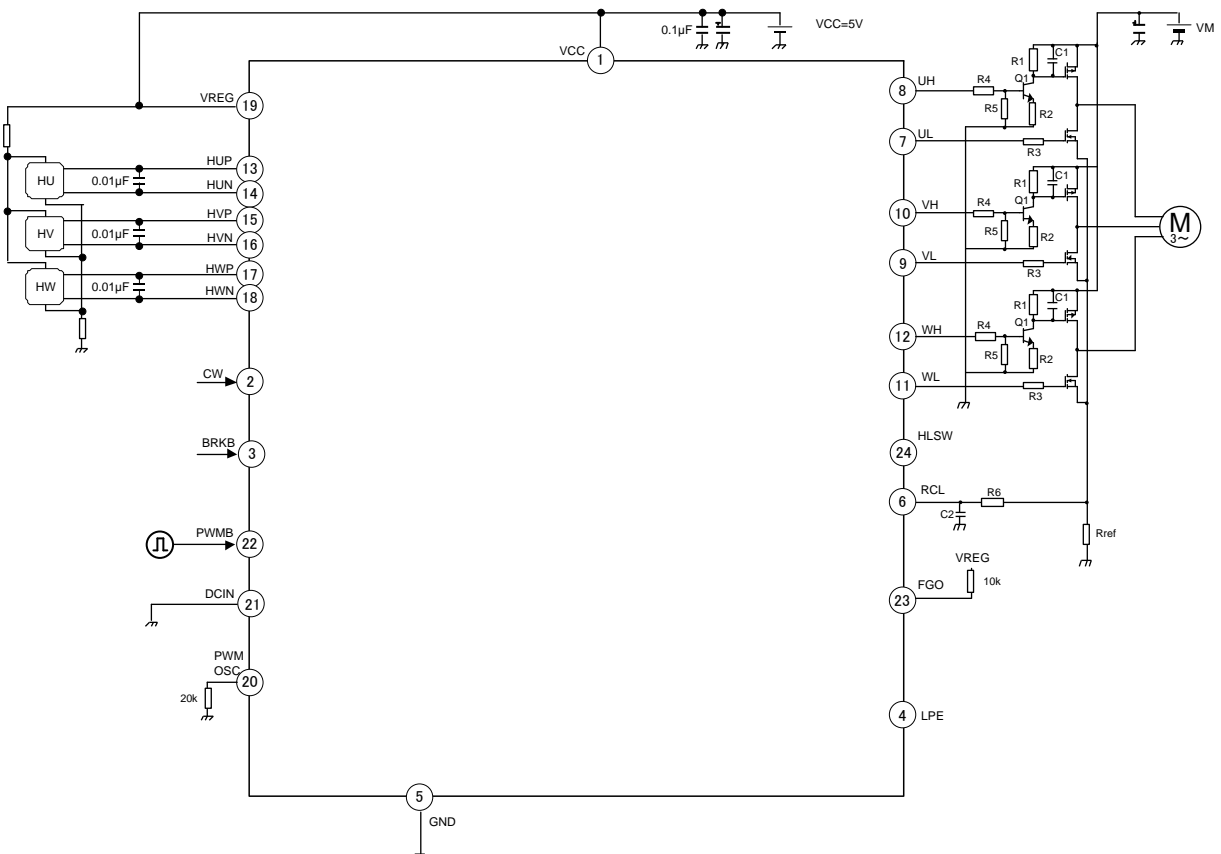 0.1µF
VCC=5V
VM
VCC
1
VREG
19
HUP
13
HU
0.01µF
HUN
14
HVP
15
HV
0.01µF
HVN
16
HWP
17
HW
0.01µF
HWN
18
CW
2
BRKB
3
PWMB
22
DCIN
21
PWM
OSC
20
20k
5
GND
8
UH
R4
R5
R1
C1
Q1
R2
7
UL
R3
10
VH
R4
R5
R1
C1
Q1
R2
9
VL
R3
M
3~
12
WH
R4
R5
R1
C1
Q1
R2
11
WL
R3
HLSW
24
6
RCL
R6
C2
Rref
VREG
10k
FGO
23
4
LPE